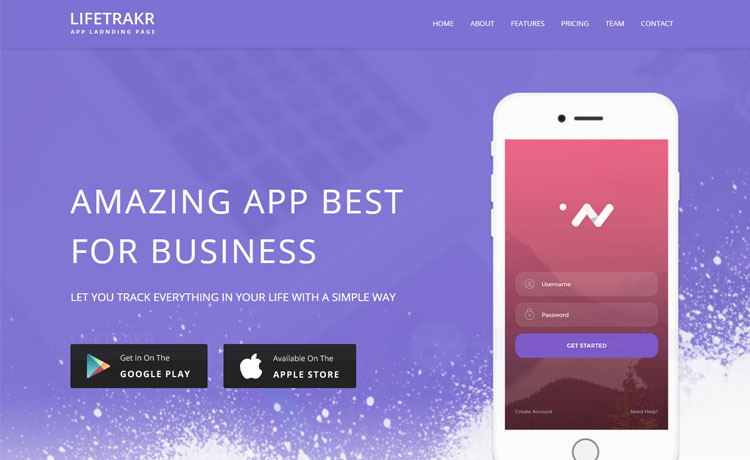 LIFETRAKR
APP LADNDING PAGE
HOME ABOUT FEATURES PRICING TEAM CONTACT
AMAZING APP BEST
FOR BUSINESS
LET YOU TRACK EVERYTHING IN YOUR LIFE WITH A SIMPLE WAY
LIFETRAKR
Get In On The
GOOGLE PLAY
Available On The
APPLE STORE
Username
Password
GET STARTED
Create Account Need Help?